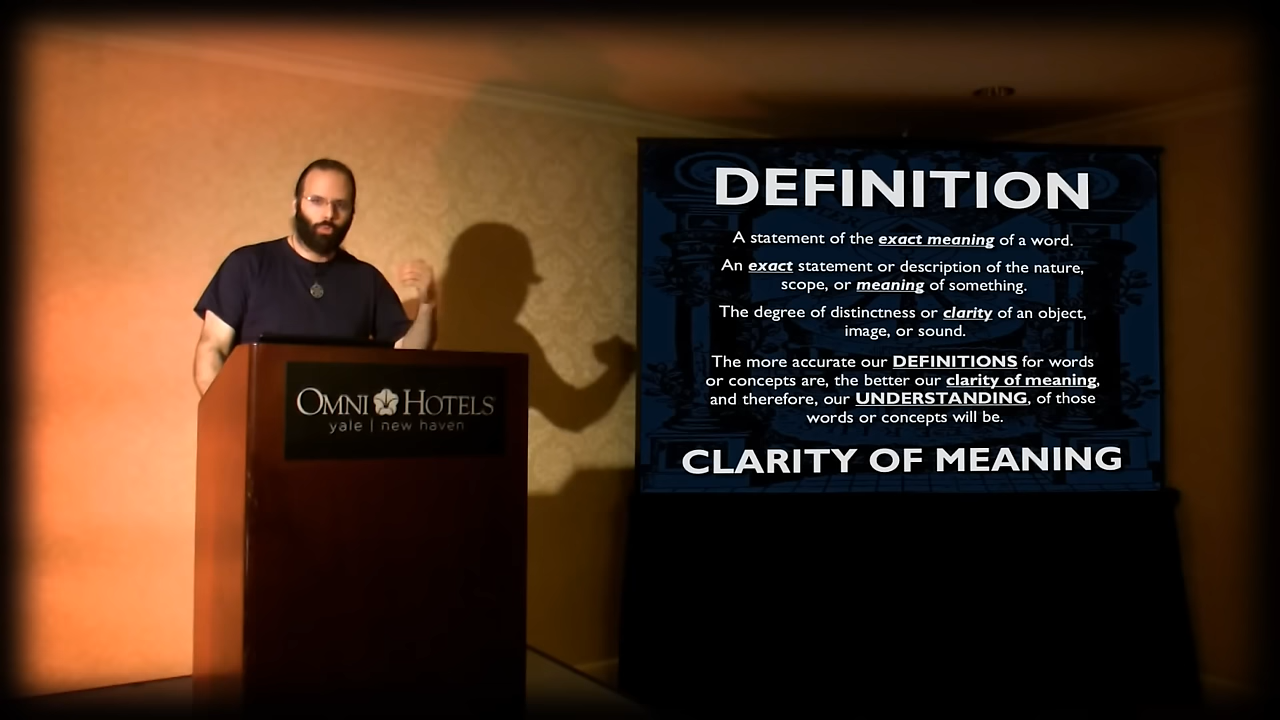 OMNI HOTELS
yale | new haven
DEFINITION
A statement of the exact meaning of a word.
An exact statement or description of the nature,
scope, or meaning of something.
The degree of distinctness or clarity of an object,
image, or sound.
The more accurate our DEFINITIONS for words
or concepts are, the better our clarity of meaning,
and therefore, our UNDERSTANDING, of those
words or concepts will be.
CLARITY OF MEANING